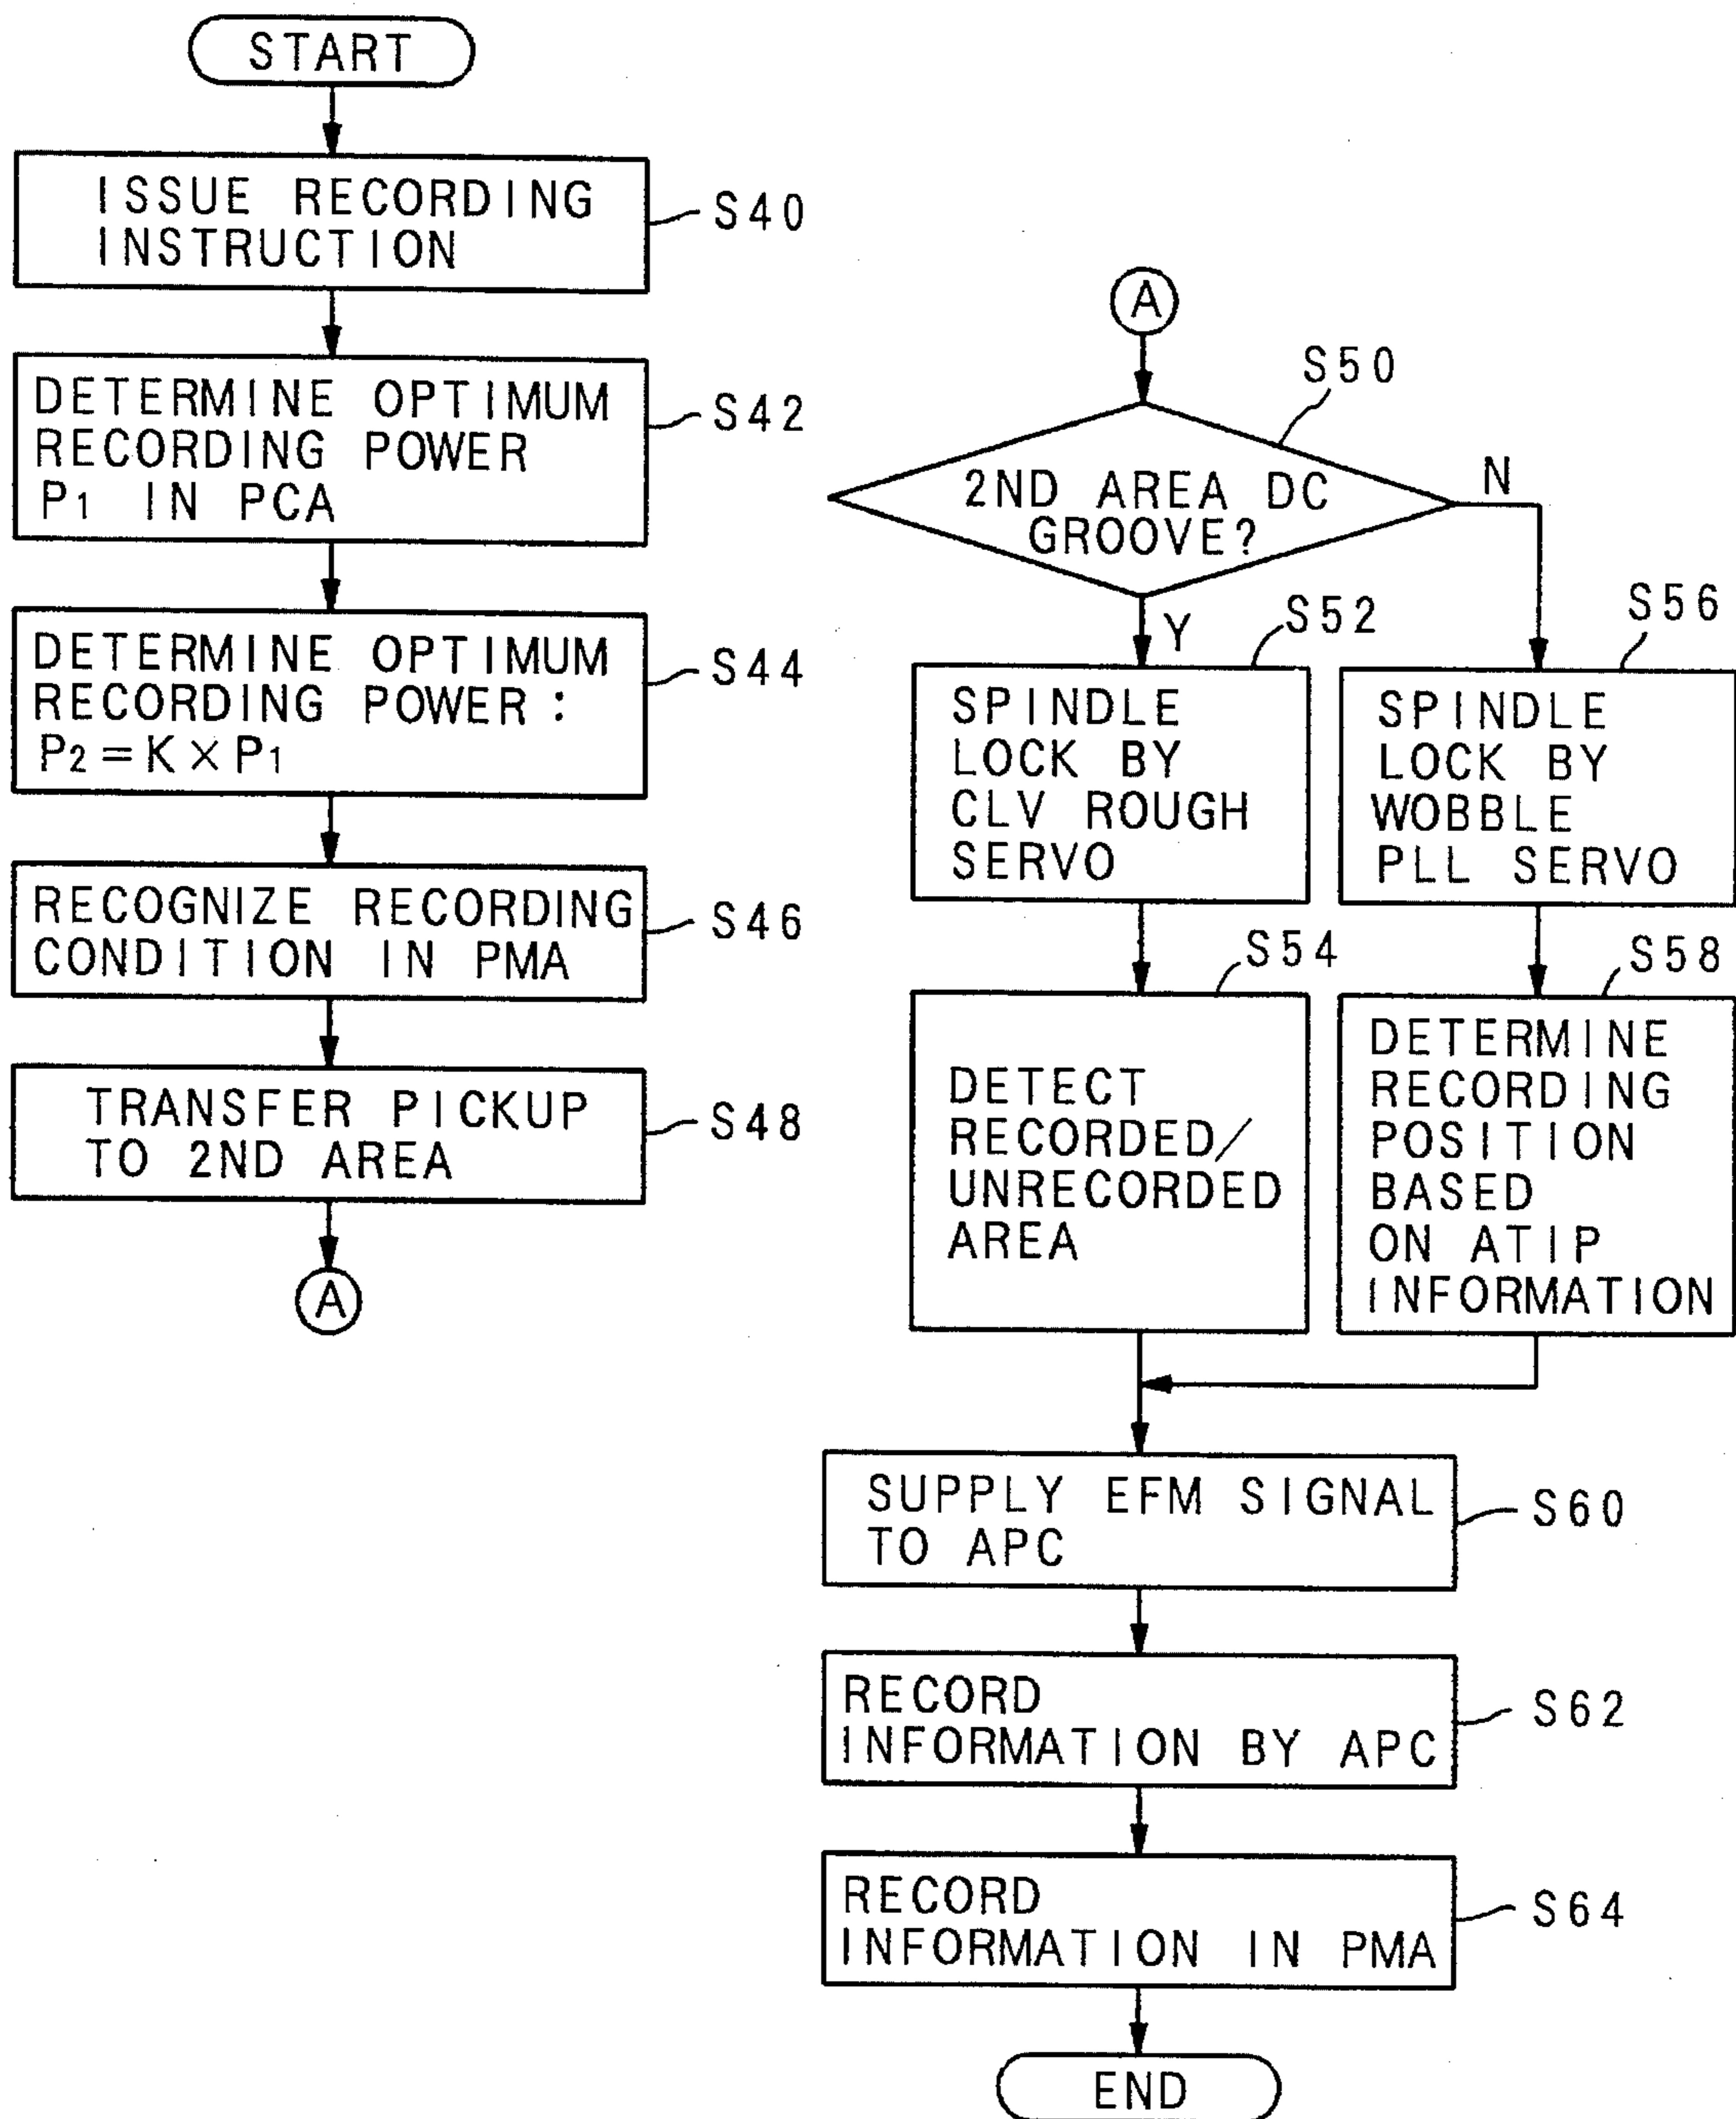 START
ISSUE RECORDING
INSTRUCTION
S40
DETERMINE OPTIMUM
RECORDING POWER
P1 IN PCA
S42
DETERMINE OPTIMUM
RECORDING POWER:
P2=K×P1
S44
RECOGNIZE RECORDING
CONDITION IN PMA
S46
TRANSFER PICKUP
TO 2ND AREA
S48
A
A
S50
2ND AREA DC
GROOVE?
N
Y
S52
SPINDLE
LOCK BY
CLV ROUGH
SERVO
S56
SPINDLE
LOCK BY
WOBBLE
PLL SERVO
S54
DETECT
RECORDED/
UNRECORDED
AREA
S58
DETERMINE
RECORDING
POSITION
BASED
ON ATIP
INFORMATION
SUPPLY EFM SIGNAL
TO APC
S60
RECORD
INFORMATION BY APC
S62
RECORD
INFORMATION IN PMA
S64
END